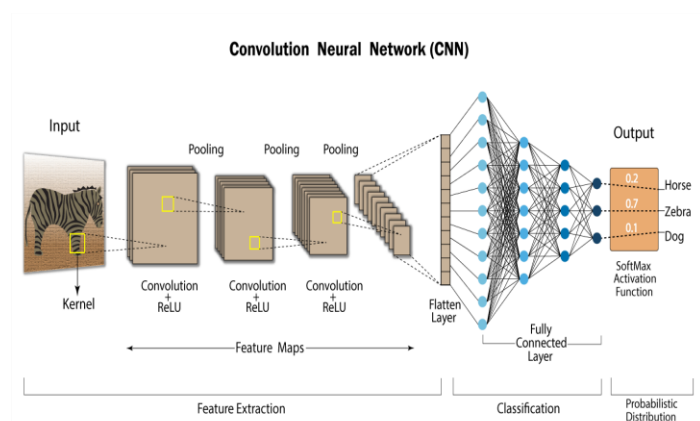 Convolution Neural Network (CNN)
Input
Pooling
Pooling
Pooling
Output
0.2
Horse
0.7
Zebra
0.1
Dog
SoftMax
Activation
Function
Kernel
Convolution
+
ReLU
Convolution
+
ReLU
Convolution
+
ReLU
Flatten
Layer
Fully
Connected
Layer
Feature Maps
Feature Extraction
Classification
Probabilistic
Distribution